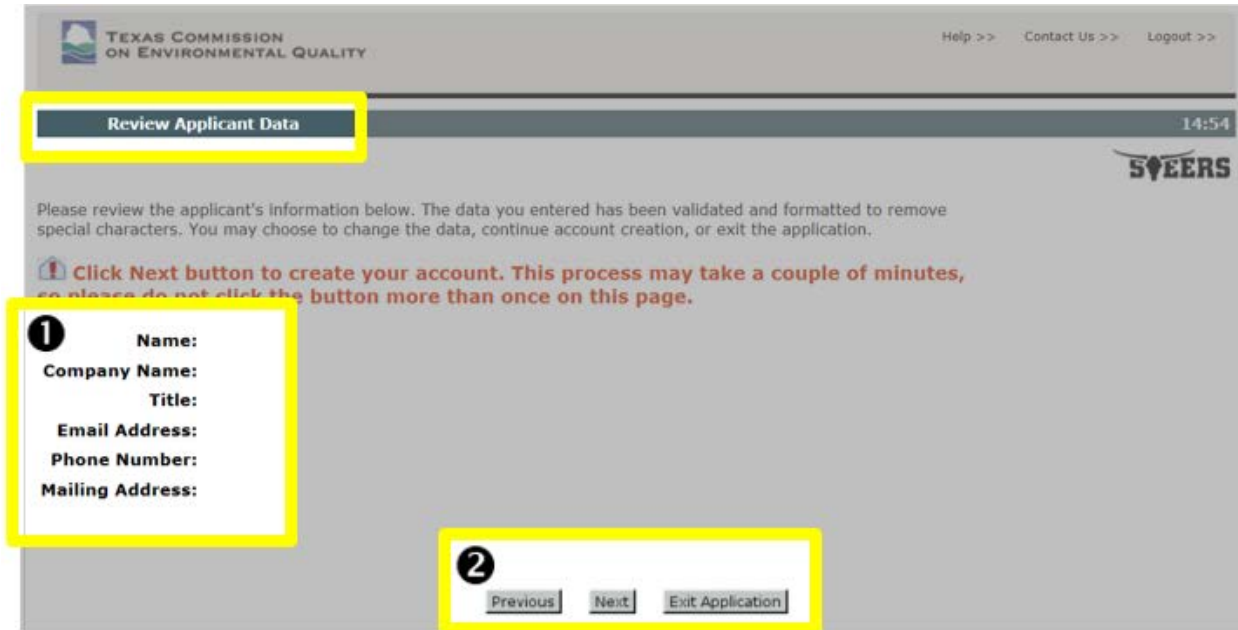 TEXAS COMMISSION
ON ENVIRONMENTAL QUALITY
Help >> Contact Us >> Logout >>
Review Applicant Data 14:54
STEERS
Please review the applicant's information below. The data you entered has been validated and formatted to remove
special characters. You may choose to change the data, continue account creation, or exit the application.
Click Next button to create your account. This process may take a couple of minutes,
so please do not click the button more than once on this page.
1
Name:
Company Name:
Title:
Email Address:
Phone Number:
Mailing Address:
2
Previous Next Exit Application